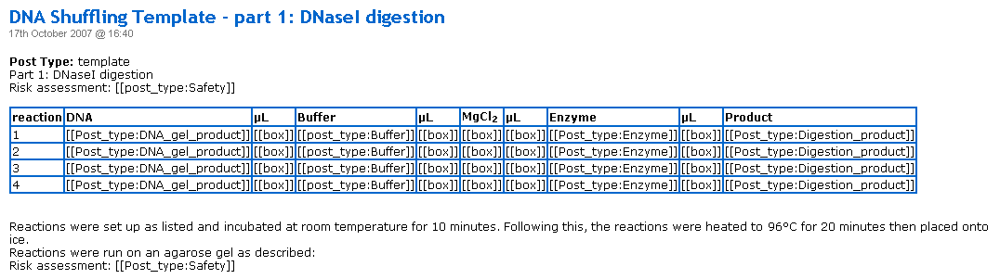 DNA Shuffling Template - part 1: DNaseI digestion
17th October 2007 @ 16:40
Post Type: template
Part 1: DNaseI digestion
Risk assessment: [[post_type:Safety]]
reaction DNA µL Buffer µL MgCl2 µL Enzyme µL Product
1 [[Post_type:DNA_gel_product]] [[box]] [[post_type:Buffer]] [[box]] [[box]] [[box]] [[Post_type:Enzyme]] [[box]] [[Post_type:Digestion_product]]
2 [[Post_type:DNA_gel_product]] [[box]] [[post_type:Buffer]] [[box]] [[box]] [[box]] [[Post_type:Enzyme]] [[box]] [[Post_type:Digestion_product]]
3 [[Post_type:DNA_gel_product]] [[box]] [[post_type:Buffer]] [[box]] [[box]] [[box]] [[Post_type:Enzyme]] [[box]] [[Post_type:Digestion_product]]
4 [[Post_type:DNA_gel_product]] [[box]] [[post_type:Buffer]] [[box]] [[box]] [[box]] [[Post_type:Enzyme]] [[box]] [[Post_type:Digestion_product]]
Reactions were set up as listed and incubated at room temperature for 10 minutes. Following this, the reactions were heated to 96ºC for 20 minutes then placed onto
ice.
Reactions were run on an agarose gel as described:
Risk assessment: [[Post_type:Safety]]